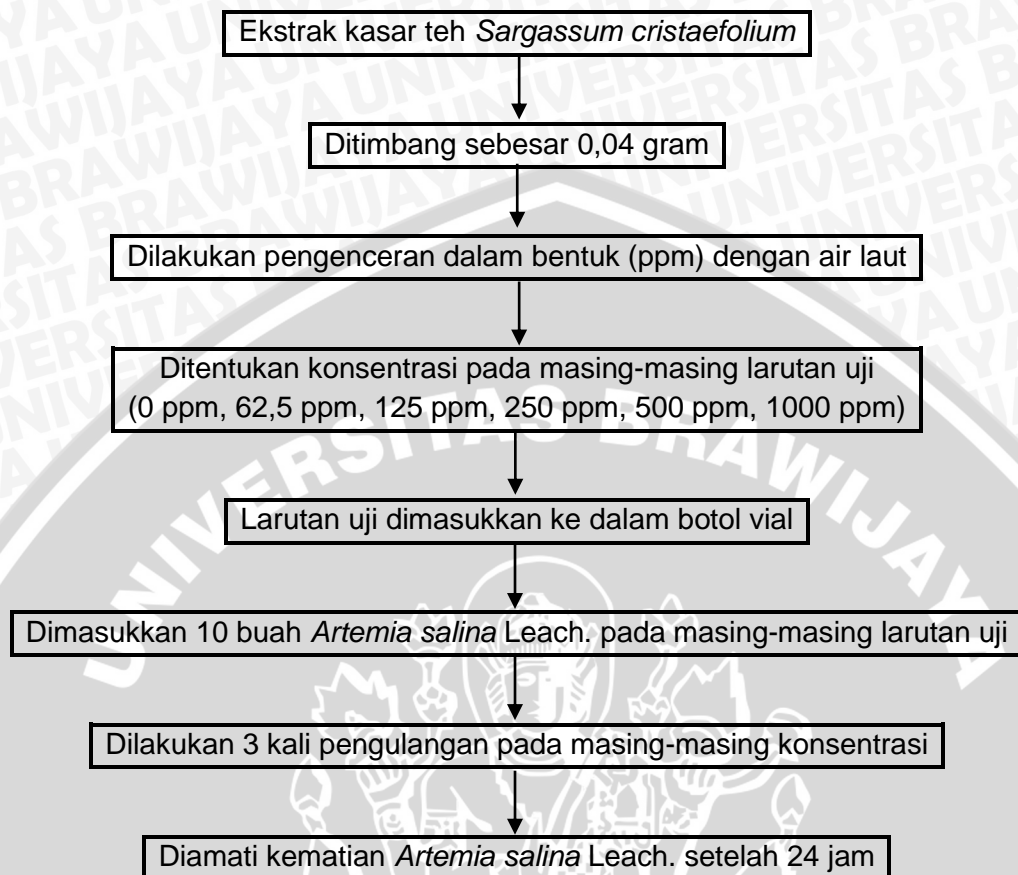 Ekstrak kasar teh Sargassum cristaefolium
Ditimbang sebesar 0,04 gram
Dilakukan pengenceran dalam bentuk (ppm) dengan air laut
Ditentukan konsentrasi pada masing-masing larutan uji
(0 ppm, 62,5 ppm, 125 ppm, 250 ppm, 500 ppm, 1000 ppm)
Larutan uji dimasukkan ke dalam botol vial
Dimasukkan 10 buah Artemia salina Leach. pada masing-masing larutan uji
Dilakukan 3 kali pengulangan pada masing-masing konsentrasi
Diamati kematian Artemia salina Leach. setelah 24 jam
UNIVERSITAS BRAWIJAYA